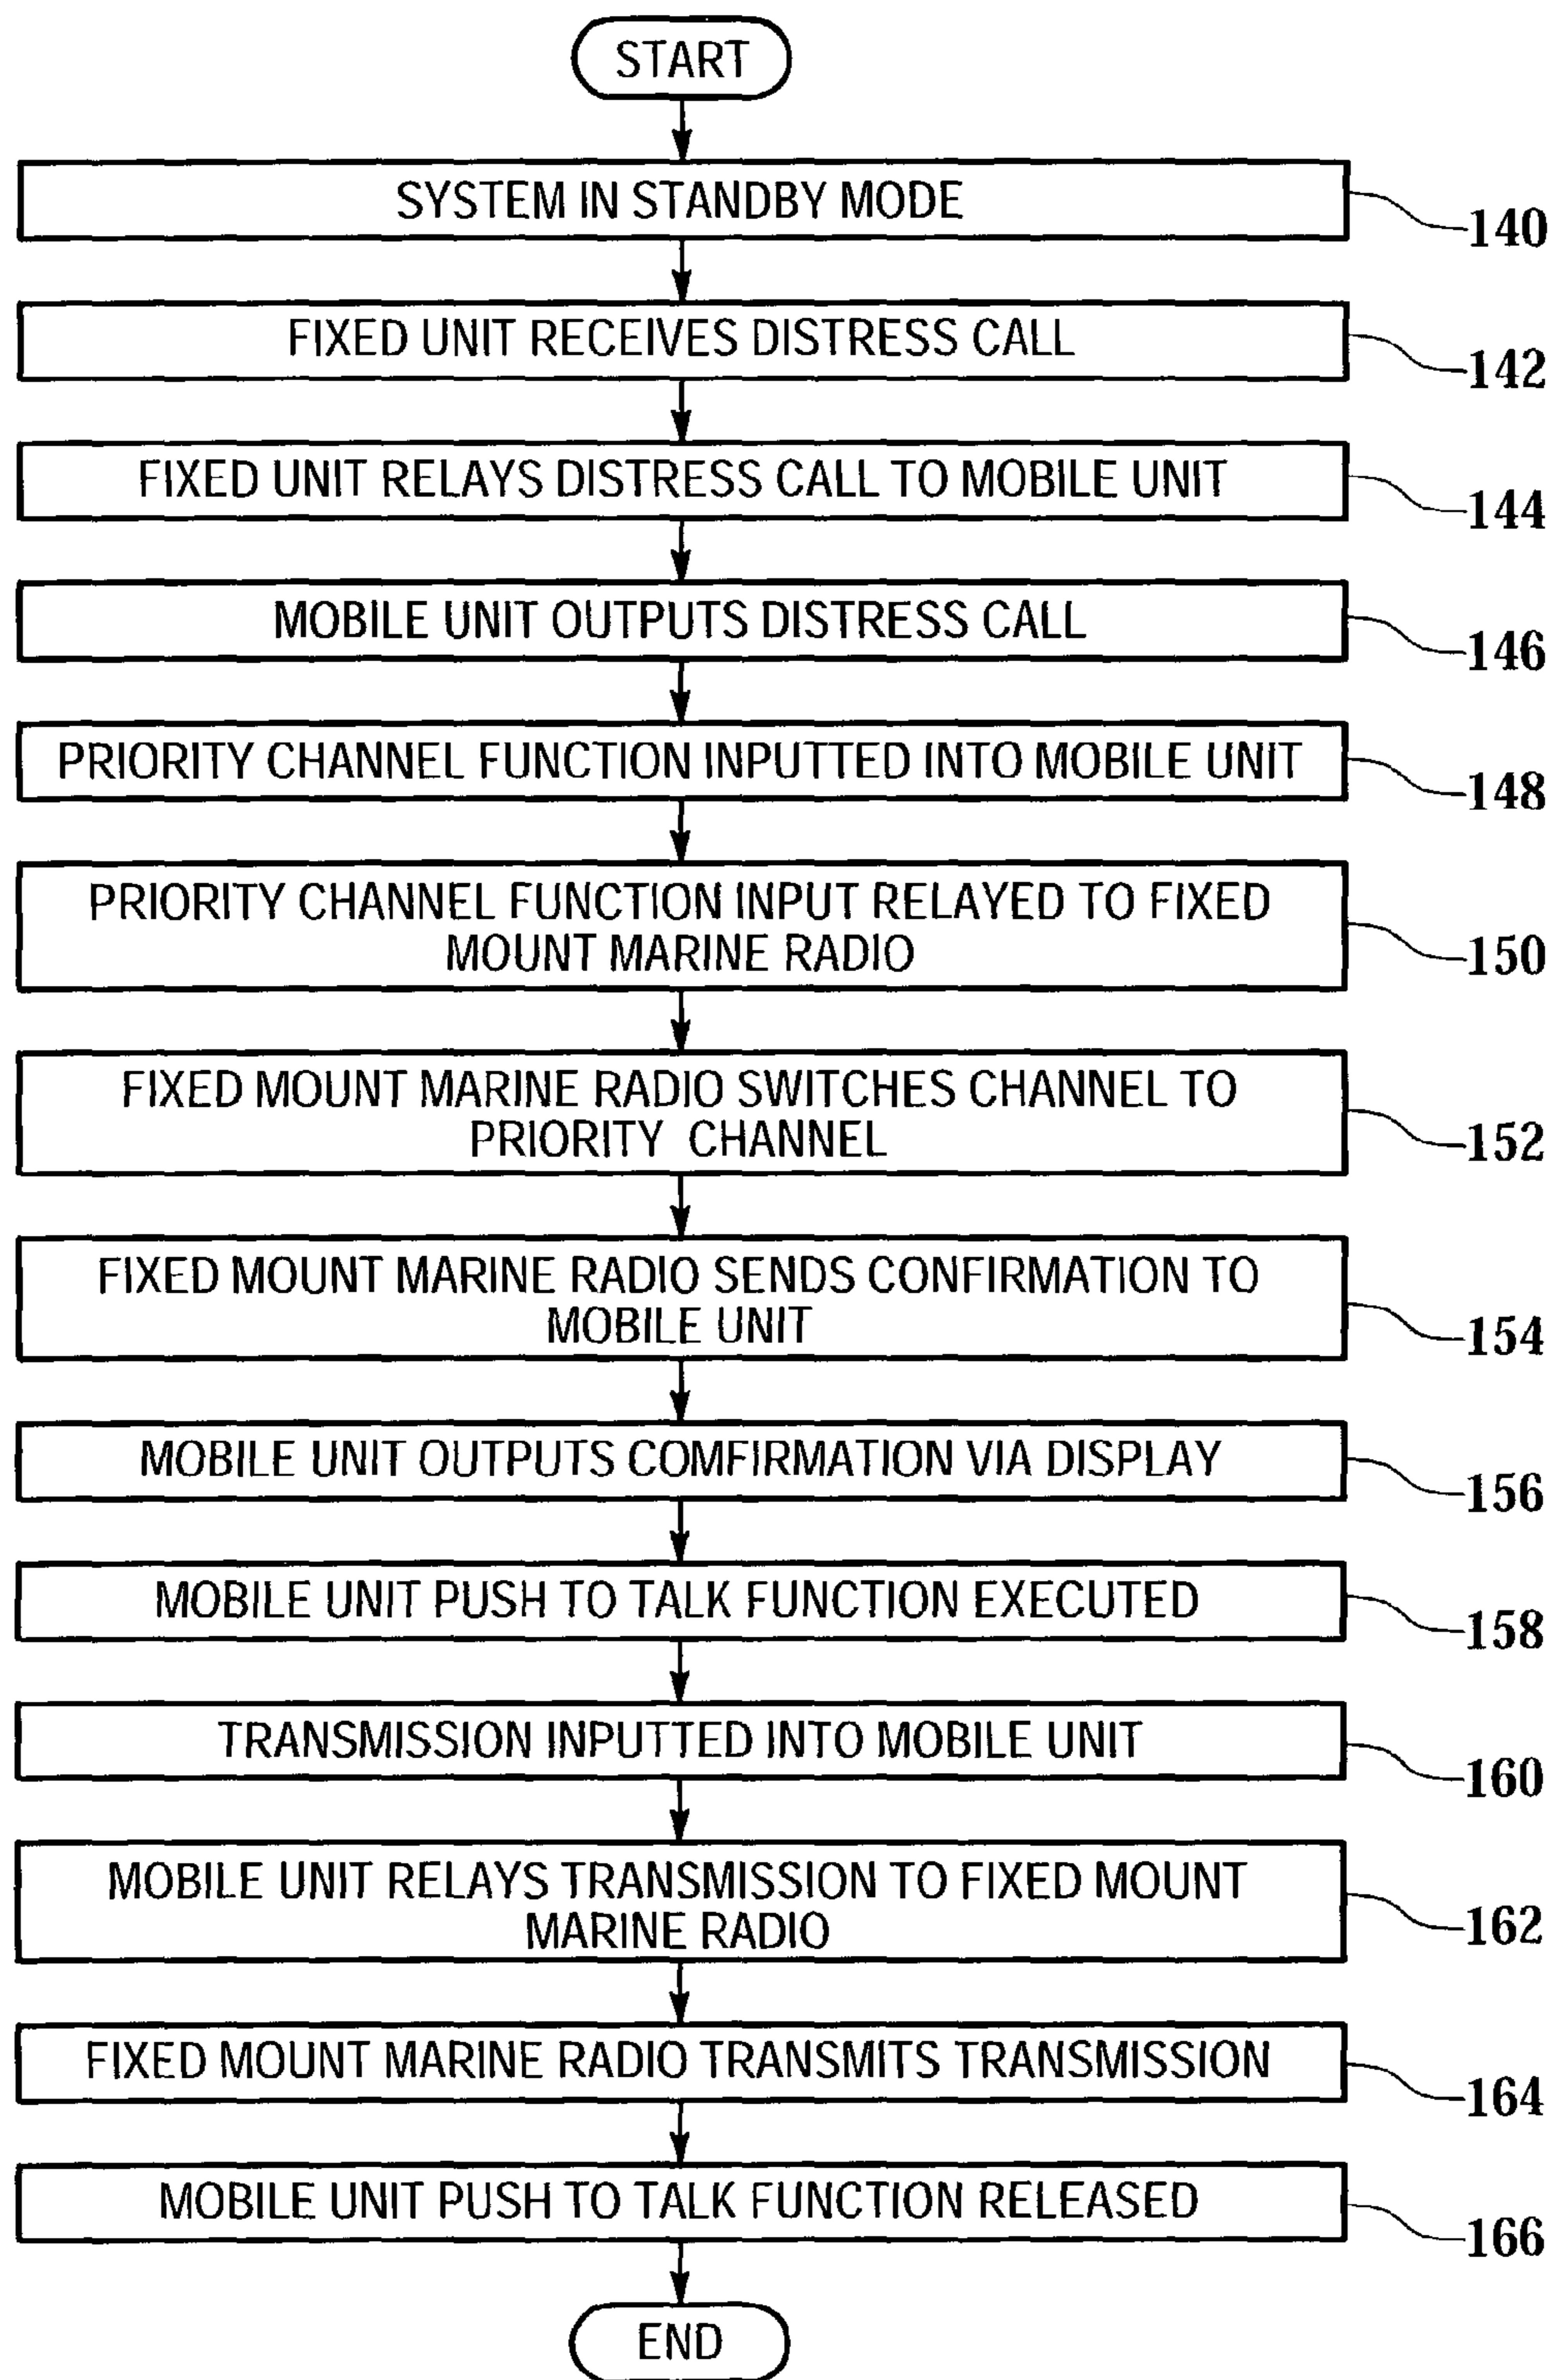 START
SYSTEM IN STANDBY MODE
140
FIXED UNIT RECEIVES DISTRESS CALL
142
FIXED UNIT RELAYS DISTRESS CALL TO MOBILE UNIT
144
MOBILE UNIT OUTPUTS DISTRESS CALL
146
PRIORITY CHANNEL FUNCTION INPUTTED INTO MOBILE UNIT
148
PRIORITY CHANNEL FUNCTION INPUT RELAYED TO FIXED
MOUNT MARINE RADIO
150
FIXED MOUNT MARINE RADIO SWITCHES CHANNEL TO
PRIORITY CHANNEL
152
FIXED MOUNT MARINE RADIO SENDS CONFIRMATION TO
MOBILE UNIT
154
MOBILE UNIT OUTPUTS COMFIRMATION VIA DISPLAY
156
MOBILE UNIT PUSH TO TALK FUNCTION EXECUTED
158
TRANSMISSION INPUTTED INTO MOBILE UNIT
160
MOBILE UNIT RELAYS TRANSMISSION TO FIXED MOUNT
MARINE RADIO
162
FIXED MOUNT MARINE RADIO TRANSMITS TRANSMISSION
164
MOBILE UNIT PUSH TO TALK FUNCTION RELEASED
166
END